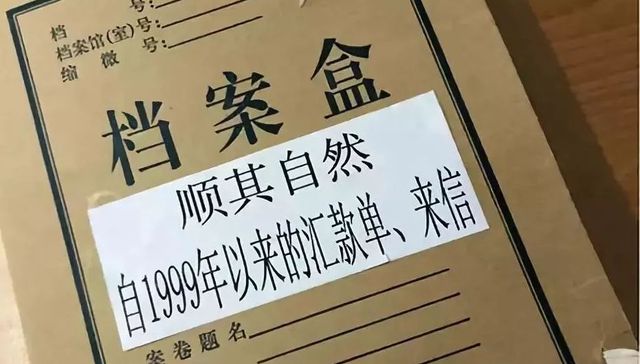 档 号:
档案馆(室)号:
缩 微 号:
档案盒
顺其自然
自1999年以来的汇款单、来信
案卷题名